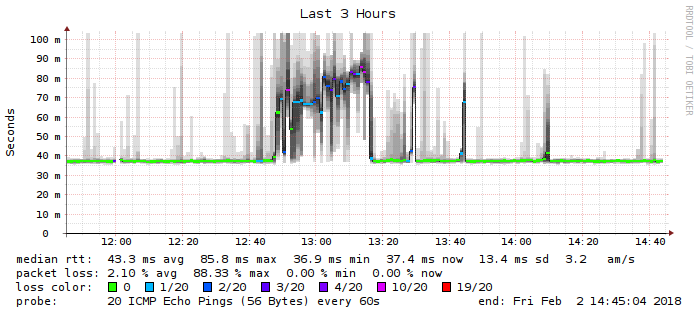 Last 3 Hours
RRDTOOL / TOBI OETIKER
Seconds
100 m
90 m
80 m
70 m
60 m
50 m
40 m
30 m
20 m
10 m
0
12:00 12:20 12:40 13:00 13:20 13:40 14:00 14:20 14:40
median rtt: 43.3 ms avg 85.8 ms max 36.9 ms min 37.4 ms now 13.4 ms sd 3.2 am/s
packet loss: 2.10 % avg 88.33 % max 0.00 % min 0.00 % now
loss color: 0 1/20 2/20 3/20 4/20 10/20 19/20
probe: 20 ICMP Echo Pings (56 Bytes) every 60s end: Fri Feb 2 14:45:04 2018